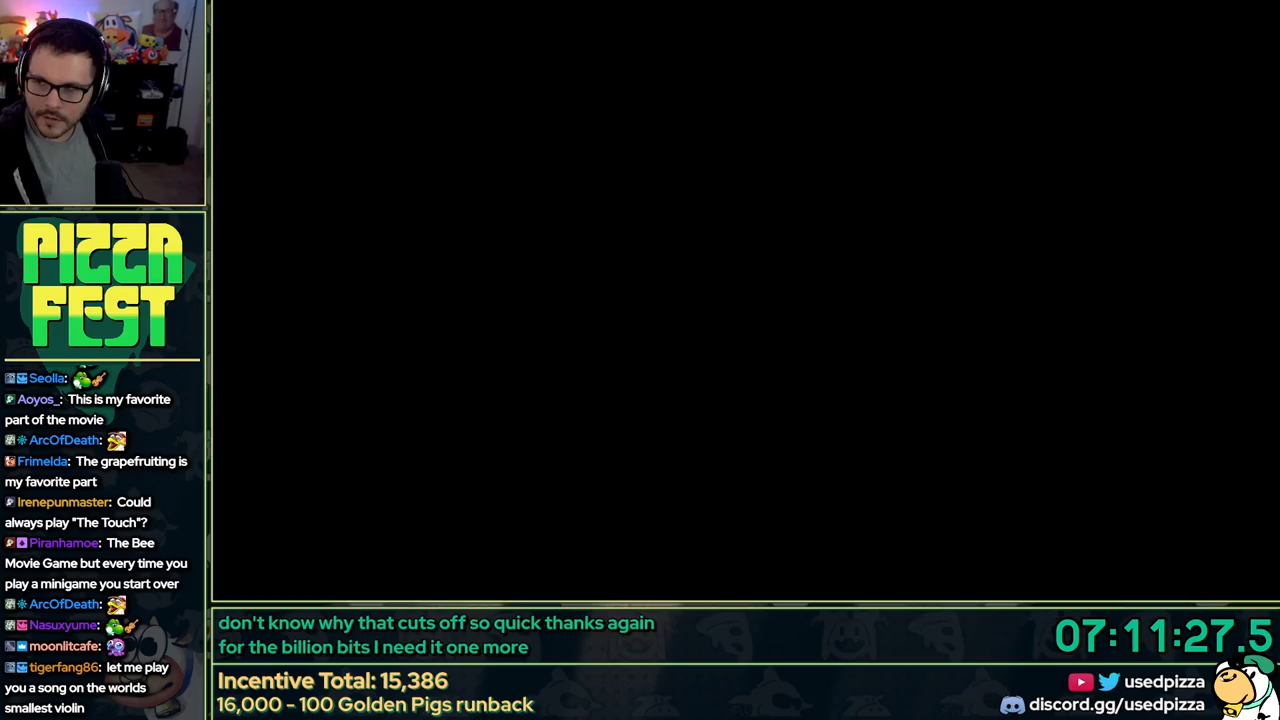 PIZZA
FEST
Seolla:
Aoyos_: This is my favorite
part of the movie
ArcOfDeath:
Frimelda: The grapefruiting is
my favorite part
Irenepunmaster: Could
always play "The Touch"?
Piranhamoe: The Bee
Movie Game but every time you
play a minigame you start over
ArcOfDeath:
Nasuxyume:
moonlitcafe:
tigerfang86: let me play
you a song on the worlds
smallest violin
don't know why that cuts off so quick thanks again
for the billion bits I need it one more
07:11:27.5
Incentive Total: 15,386
16,000 - 100 Golden Pigs runback
usedpizza
discord.gg/usedpizza